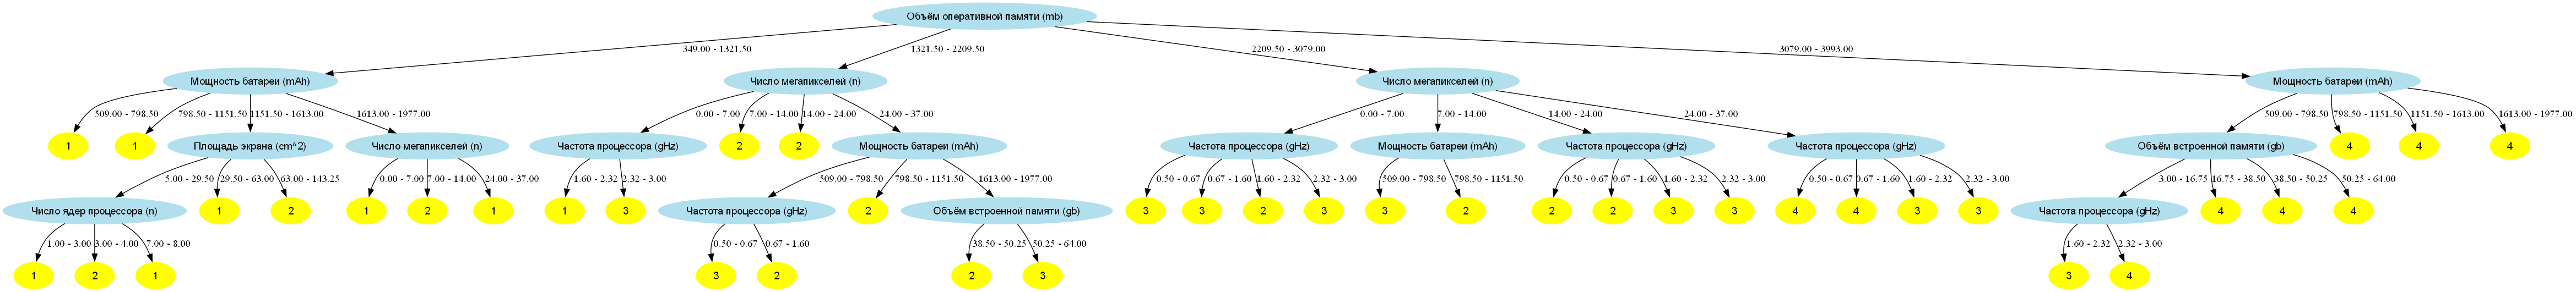 Объём оперативной памяти (mb)
349.00 - 1321.50
1321.50 - 2209.50
2209.50 - 3079.00
3079.00 - 3993.00
Мощность батареи (mAh)
Число мегапикселей (n)
Число мегапикселей (n)
Мощность батареи (mAh)
509.00 - 798.50
798.50 - 1151.50
1151.50 - 1613.00
1613.00 - 1977.00
0.00 - 7.00
7.00 - 14.00
14.00 - 24.00
24.00 - 37.00
0.00 - 7.00
7.00 - 14.00
14.00 - 24.00
24.00 - 37.00
509.00 - 798.50
798.50 - 1151.50
1151.50 - 1613.00
1613.00 - 1977.00
1
1
Площадь экрана (cm^2)
Число мегапикселей (n)
Частота процессора (gHz)
2
2
Мощность батареи (mAh)
Частота процессора (gHz)
Мощность батареи (mAh)
Частота процессора (gHz)
Частота процессора (gHz)
Объём встроенной памяти (gb)
4
4
4
5.00 - 29.50
29.50 - 63.00
63.00 - 143.25
0.00 - 7.00
7.00 - 14.00
24.00 - 37.00
1.60 - 2.32
2.32 - 3.00
509.00 - 798.50
798.50 - 1151.50
1613.00 - 1977.00
0.50 - 0.67
0.67 - 1.60
1.60 - 2.32
2.32 - 3.00
509.00 - 798.50
798.50 - 1151.50
0.50 - 0.67
0.67 - 1.60
1.60 - 2.32
2.32 - 3.00
0.50 - 0.67
0.67 - 1.60
1.60 - 2.32
2.32 - 3.00
3.00 - 16.75
16.75 - 38.50
38.50 - 50.25
50.25 - 64.00
Число ядер процессора (n)
1
2
1
2
1
1
3
Частота процессора (gHz)
2
Объём встроенной памяти (gb)
3
3
2
3
3
2
2
2
3
3
4
4
3
3
Частота процессора (gHz)
4
4
4
1.00 - 3.00
3.00 - 4.00
7.00 - 8.00
0.50 - 0.67
0.67 - 1.60
38.50 - 50.25
50.25 - 64.00
1.60 - 2.32
2.32 - 3.00
1
2
1
3
2
2
3
3
4